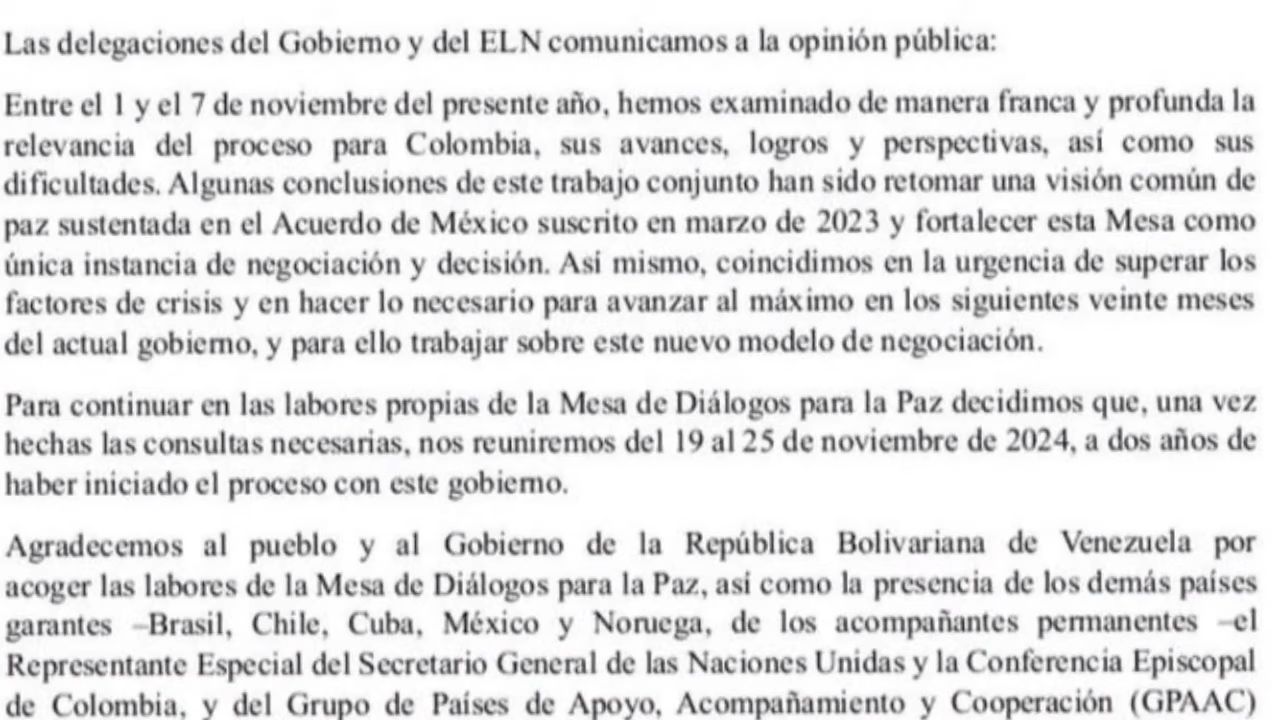 Las delegaciones del Gobierno y del ELN comunicamos a la opinión pública:
Entre el 1 y el 7 de noviembre del presente año, hemos examinado de manera franca y profunda la
relevancia del proceso para Colombia, sus avances, logros y perspectivas, así como sus
dificultades. Algunas conclusiones de este trabajo conjunto han sido retomar una visión común de
paz sustentada en el Acuerdo de México suscrito en marzo de 2023 y fortalecer esta Mesa como
única instancia de negociación y decisión. Así mismo, coincidimos en la urgencia de superar los
factores de crisis y en hacer lo necesario para avanzar al máximo en los siguientes veinte meses
del actual gobierno, y para ello trabajar sobre este nuevo modelo de negociación.
Para continuar en las labores propias de la Mesa de Diálogos para la Paz decidimos que, una vez
hechas las consultas necesarias, nos reuniremos del 19 al 25 de noviembre de 2024, a dos años de
haber iniciado el proceso con este gobierno.
Agradecemos al pueblo y al Gobierno de la República Bolivariana de Venezuela por
acoger las labores de la Mesa de Diálogos para la Paz, así como la presencia de los demás países
garantes –Brasil, Chile, Cuba, México y Noruega, de los acompañantes permanentes –el
Representante Especial del Secretario General de las Naciones Unidas y la Conferencia Episcopal
de Colombia, y del Grupo de Países de Apoyo, Acompañamiento y Cooperación (GPAAC)